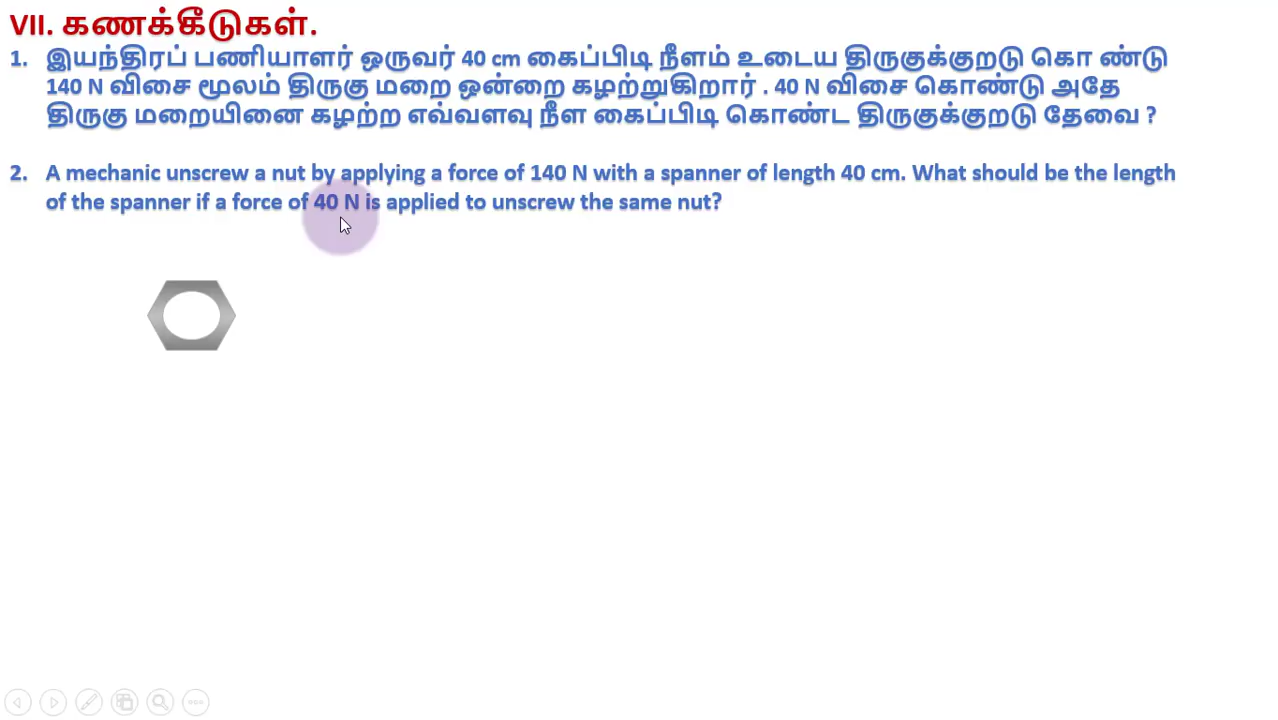 VII. கணக்கீடுகள்.
1. இயந்திரப் பணியாளர் ஒருவர் 40 cm கைப்பிடி நீளம் உடைய திருகுக்குறடு கொ ண்டு
140 N விசை மூலம் திருகு மறை ஒன்றை கழற்றுகிறார் . 40 N விசை கொண்டு அதே
திருகு மறையினை கழற்ற எவ்வளவு நீள கைப்பிடி கொண்ட திருகுக்குறடு தேவை ?
2. A mechanic unscrew a nut by applying a force of 140 N with a spanner of length 40 cm. What should be the length
of the spanner if a force of 40 N is applied to unscrew the same nut?